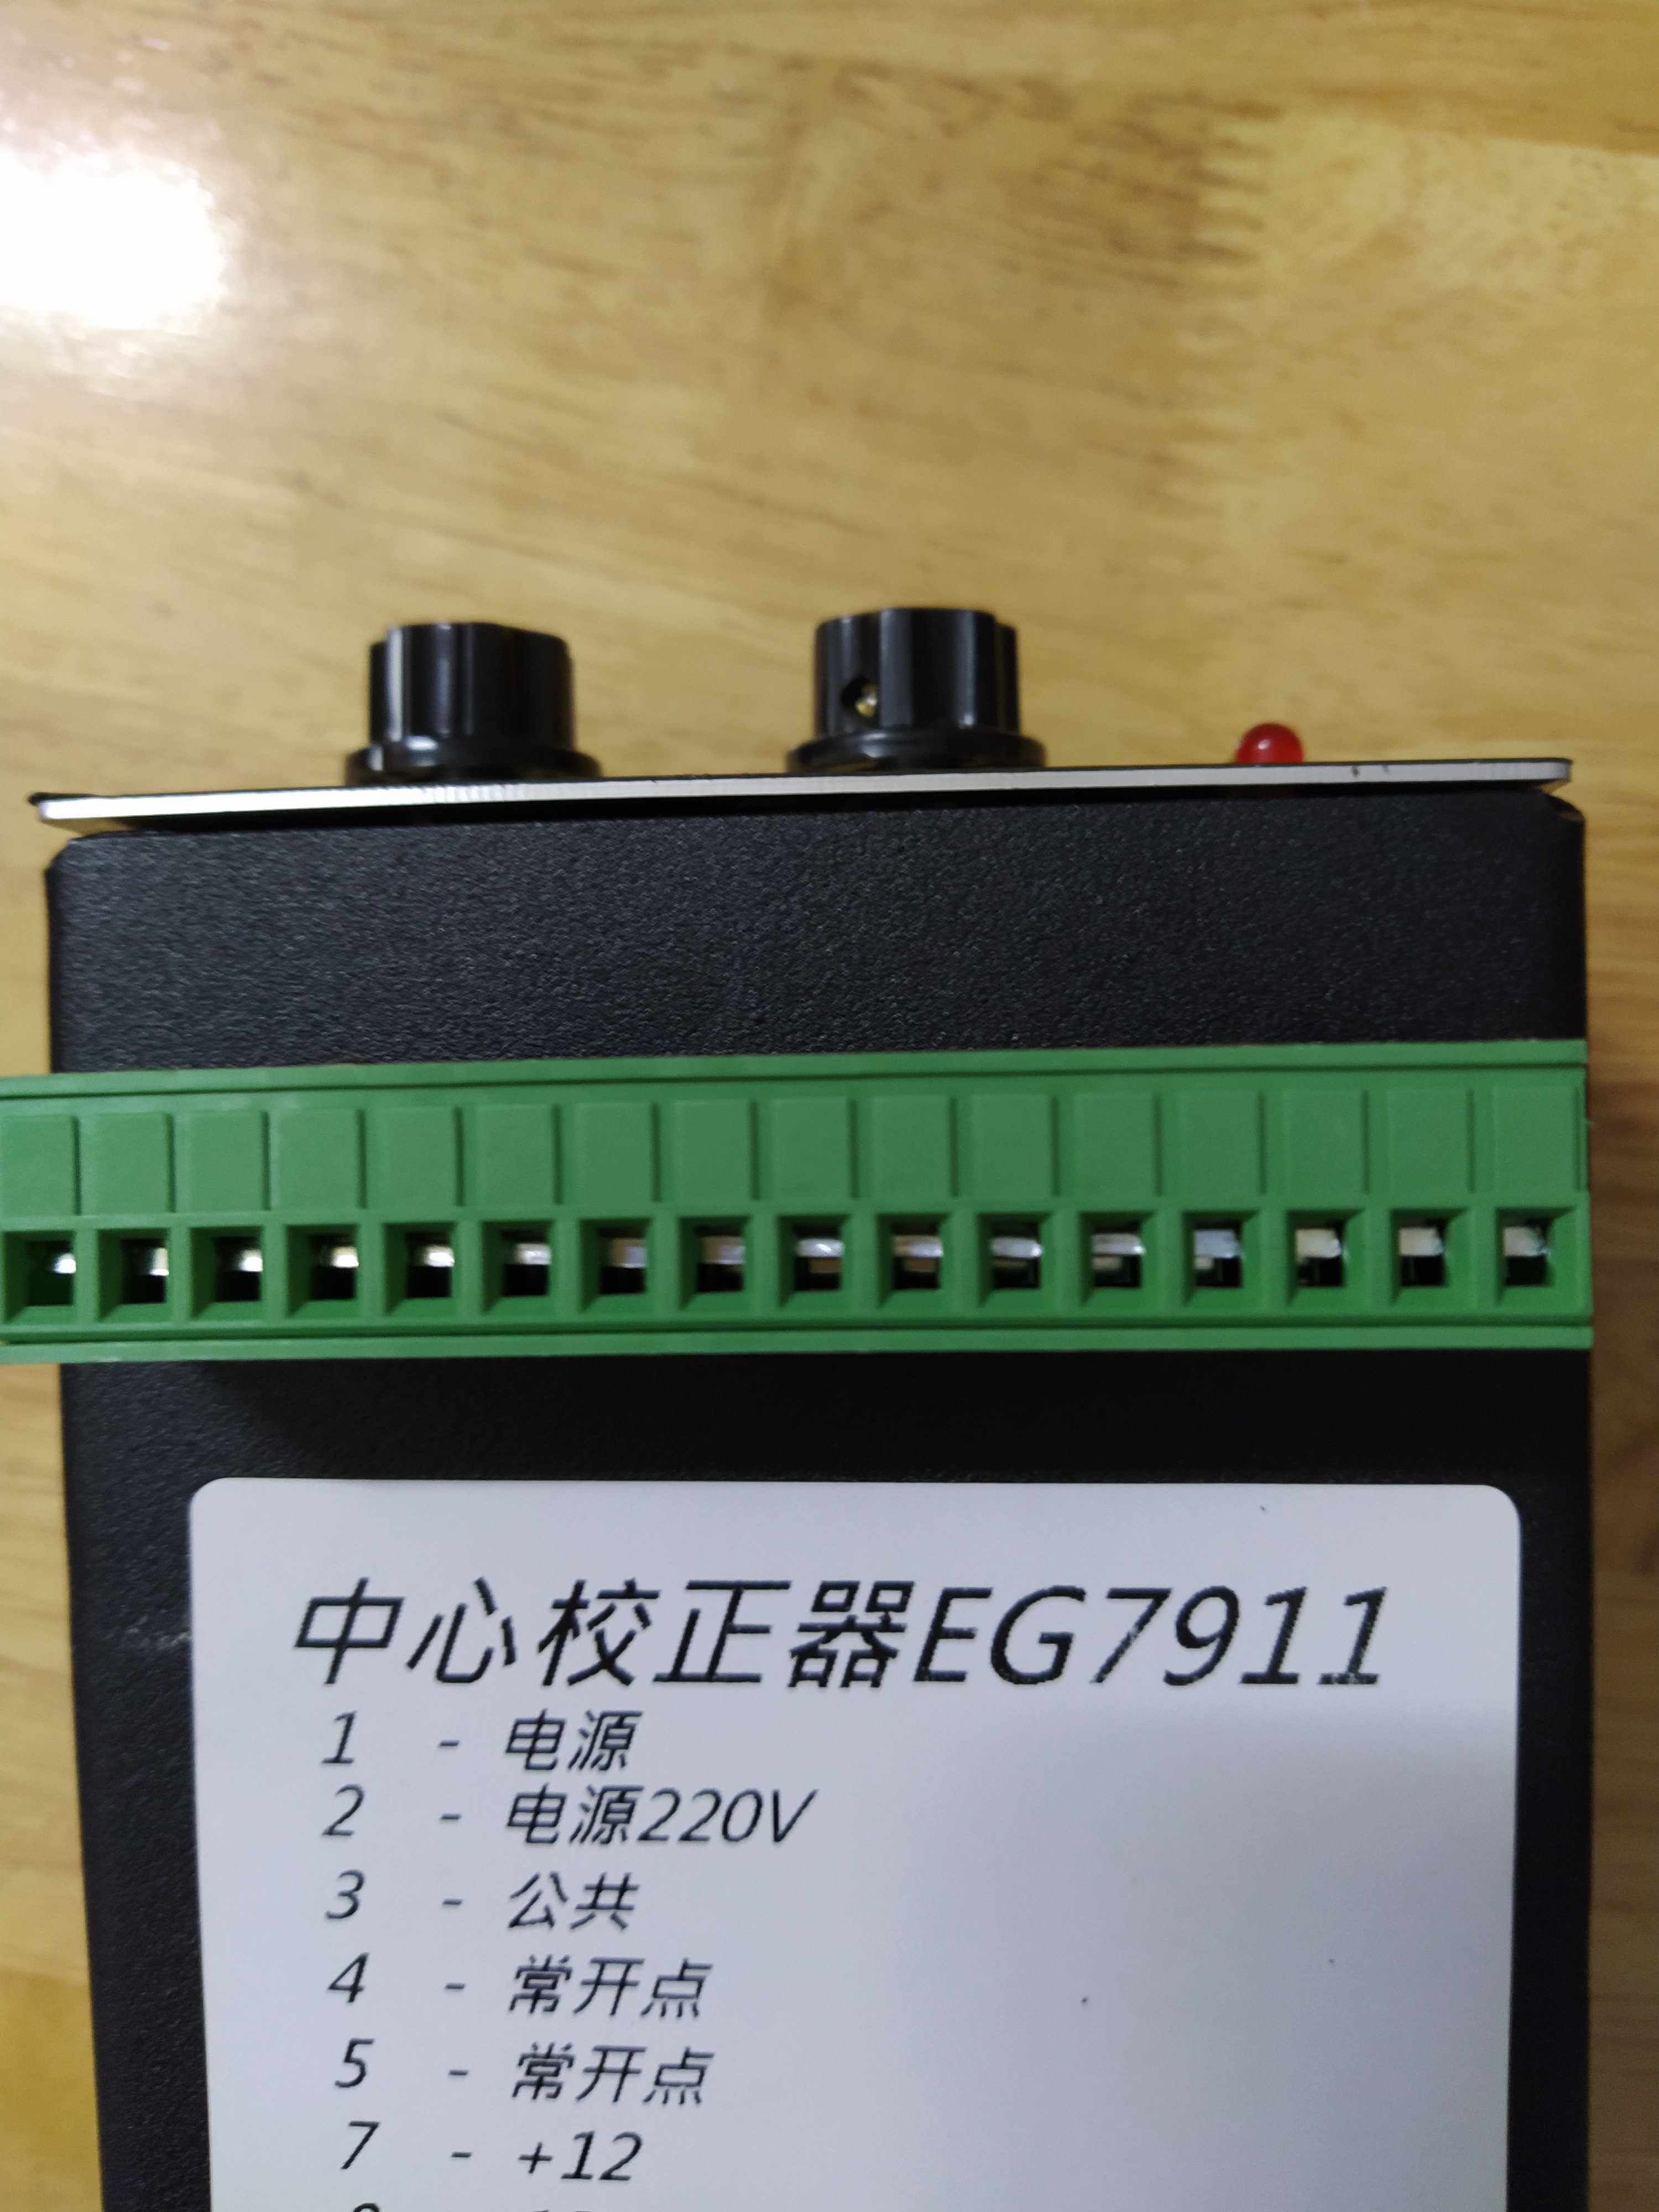 中心校正器EG7911
1 - 电源
2 - 电源220V
3 - 公共
4 - 常开点
5 - 常开点
7 - +12